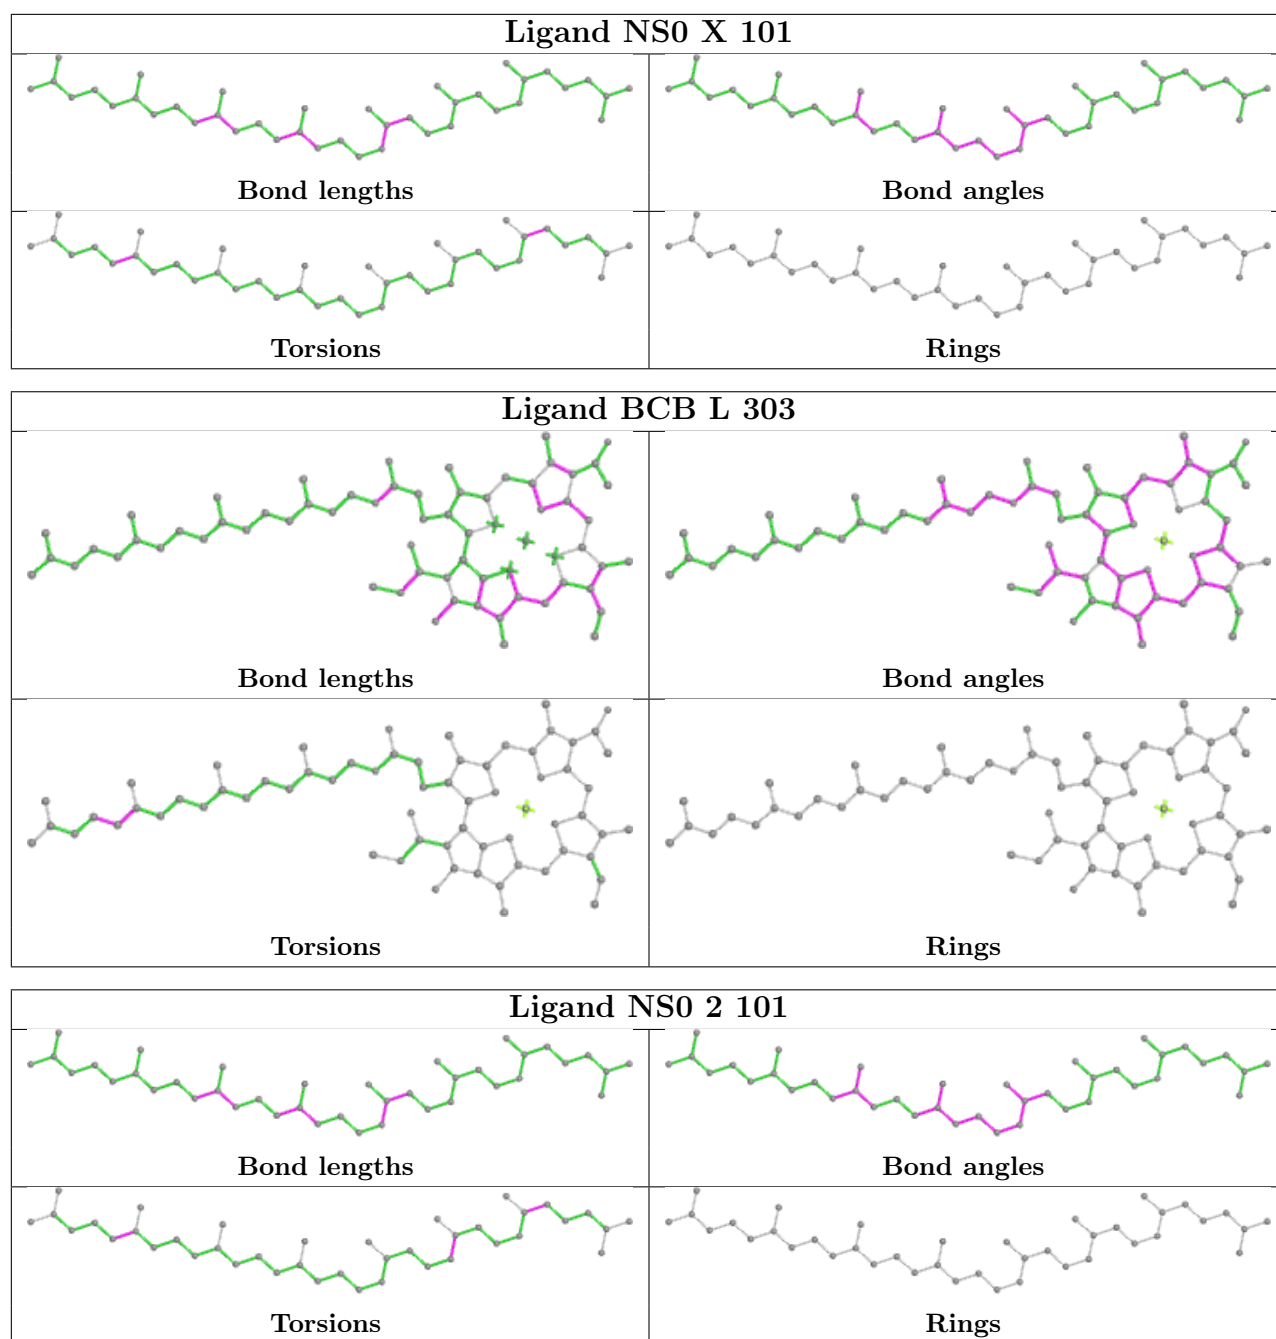 Ligand NS0 X 101
Bond lengths
Bond angles
Torsions
Rings
Ligand BCB L 303
Bond lengths
Bond angles
Torsions
Rings
Ligand NS0 2 101
Bond lengths
Bond angles
Torsions
Rings